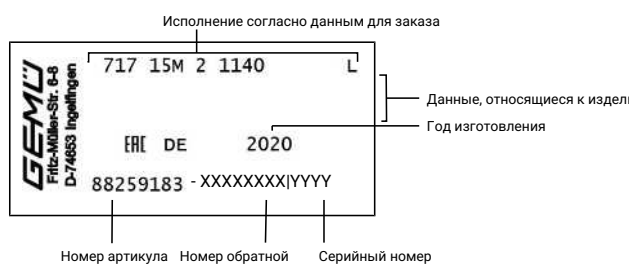 Исполнение согласно данным для заказа
GEMÜ
Fritz-Müller-Str. 6-8
D-74653 Ingelfingen
717 15M 2 1140 L
Данные, относящиеся к издели
Год изготовления
EAC DE 2020
88259183 - XXXXXXXX|YYYY
Номер артикула Номер обратной Серийный номер